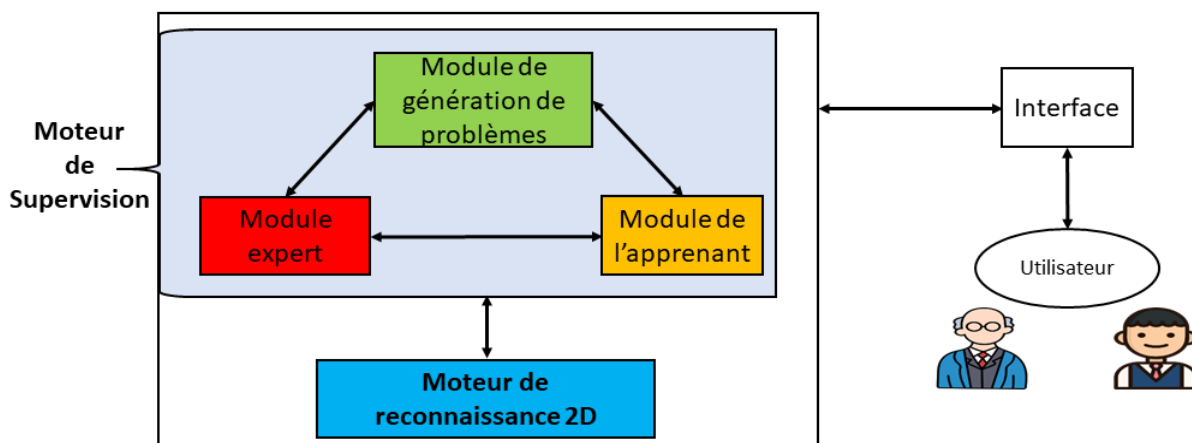 Module de
génération de
problèmes
Moteur
de
Supervision
Module
expert
Module de
l'apprenant
Moteur de
reconnaissance 2D
Interface
Utilisateur